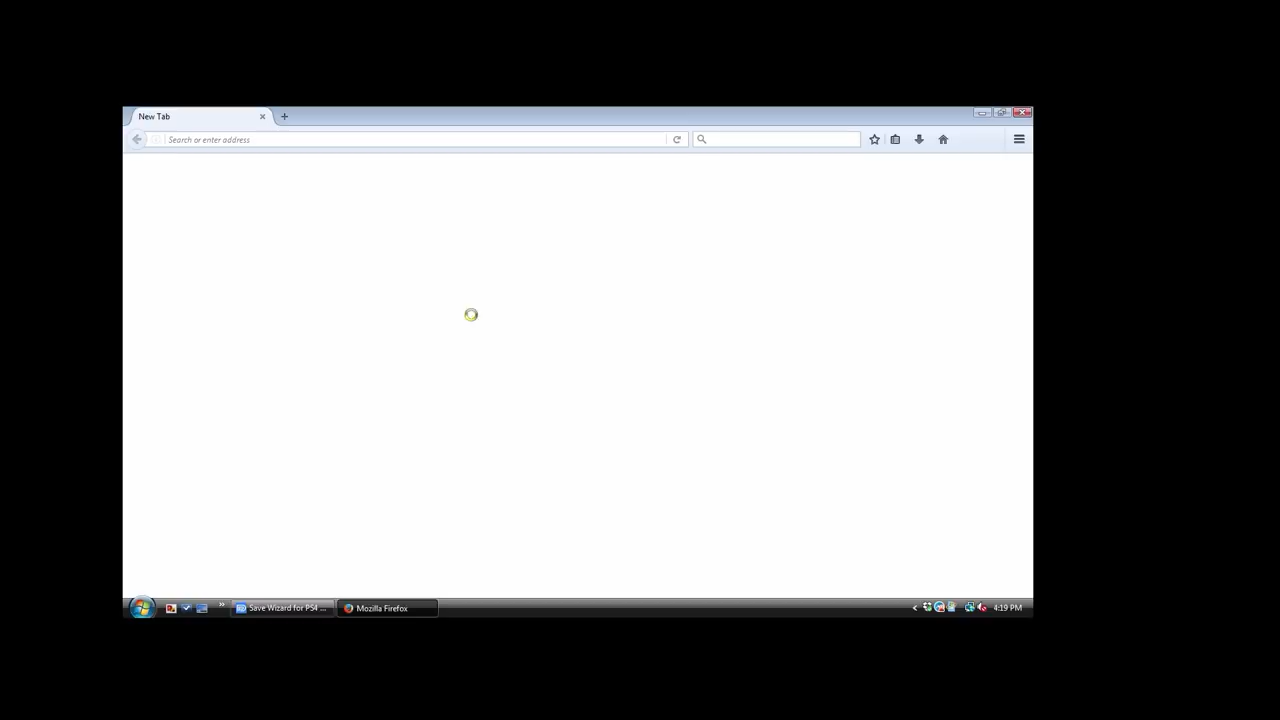 New Tab
Search or enter address
Save Wizard for PS4 ...
Mozilla Firefox
4:19 PM